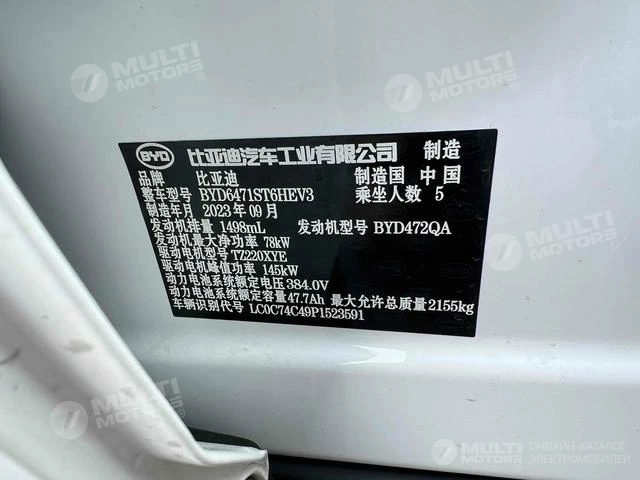 BYD 比亚迪汽车工业有限公司 制造
品牌 比亚迪 制造国 中国
整车型号 BYD6471ST6HEV3 乘坐人数 5
制造年月 2023年09月
发动机排量 1498mL 发动机型号 BYD472QA
发动机最大净功率 78kW
驱动电机型号 TZ220XYE
驱动电机峰值功率 145kW
动力电池系统额定电压 384.0V
动力电池系统额定容量 47.7Ah 最大允许总质量 2155kg
车辆识别代号 LC0C74C49P1523591
MULTI MOTORS®
MULTI MOTORS®
MULTI MOTORS®
MULTI MOTORS®
MULTI MOTORS®
MULTI MOTORS®
MULTI MOTORS
ОНЛАЙН-КАТАЛОГ
ЭЛЕКТРОМОБИЛЕЙ